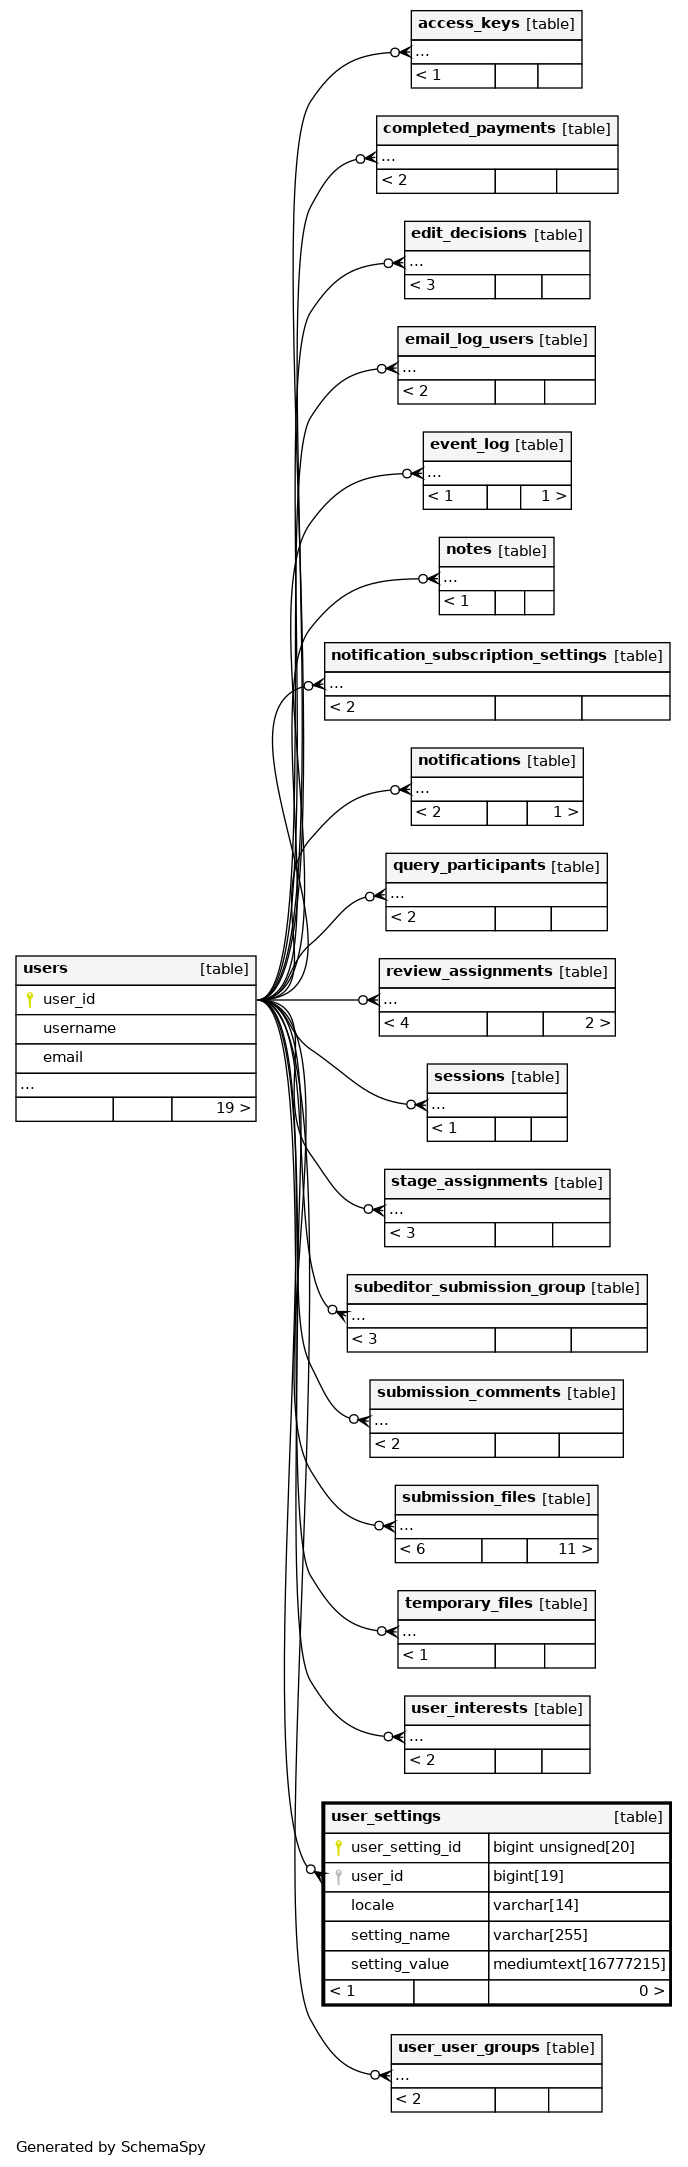 access_keys [table]
...
< 1
completed_payments [table]
...
< 2
edit_decisions [table]
...
< 3
email_log_users [table]
...
< 2
event_log [table]
...
< 1 1 >
notes [table]
...
< 1
notification_subscription_settings [table]
...
< 2
notifications [table]
...
< 2 1 >
query_participants [table]
...
< 2
users [table]
user_id
username
email
...
19 >
review_assignments [table]
...
< 4 2 >
sessions [table]
...
< 1
stage_assignments [table]
...
< 3
subeditor_submission_group [table]
...
< 3
submission_comments [table]
...
< 2
submission_files [table]
...
< 6 11 >
temporary_files [table]
...
< 1
user_interests [table]
...
< 2
user_settings [table]
user_setting_id bigint unsigned[20]
user_id bigint[19]
locale varchar[14]
setting_name varchar[255]
setting_value mediumtext[16777215]
< 1 0 >
user_user_groups [table]
...
< 2
Generated by SchemaSpy